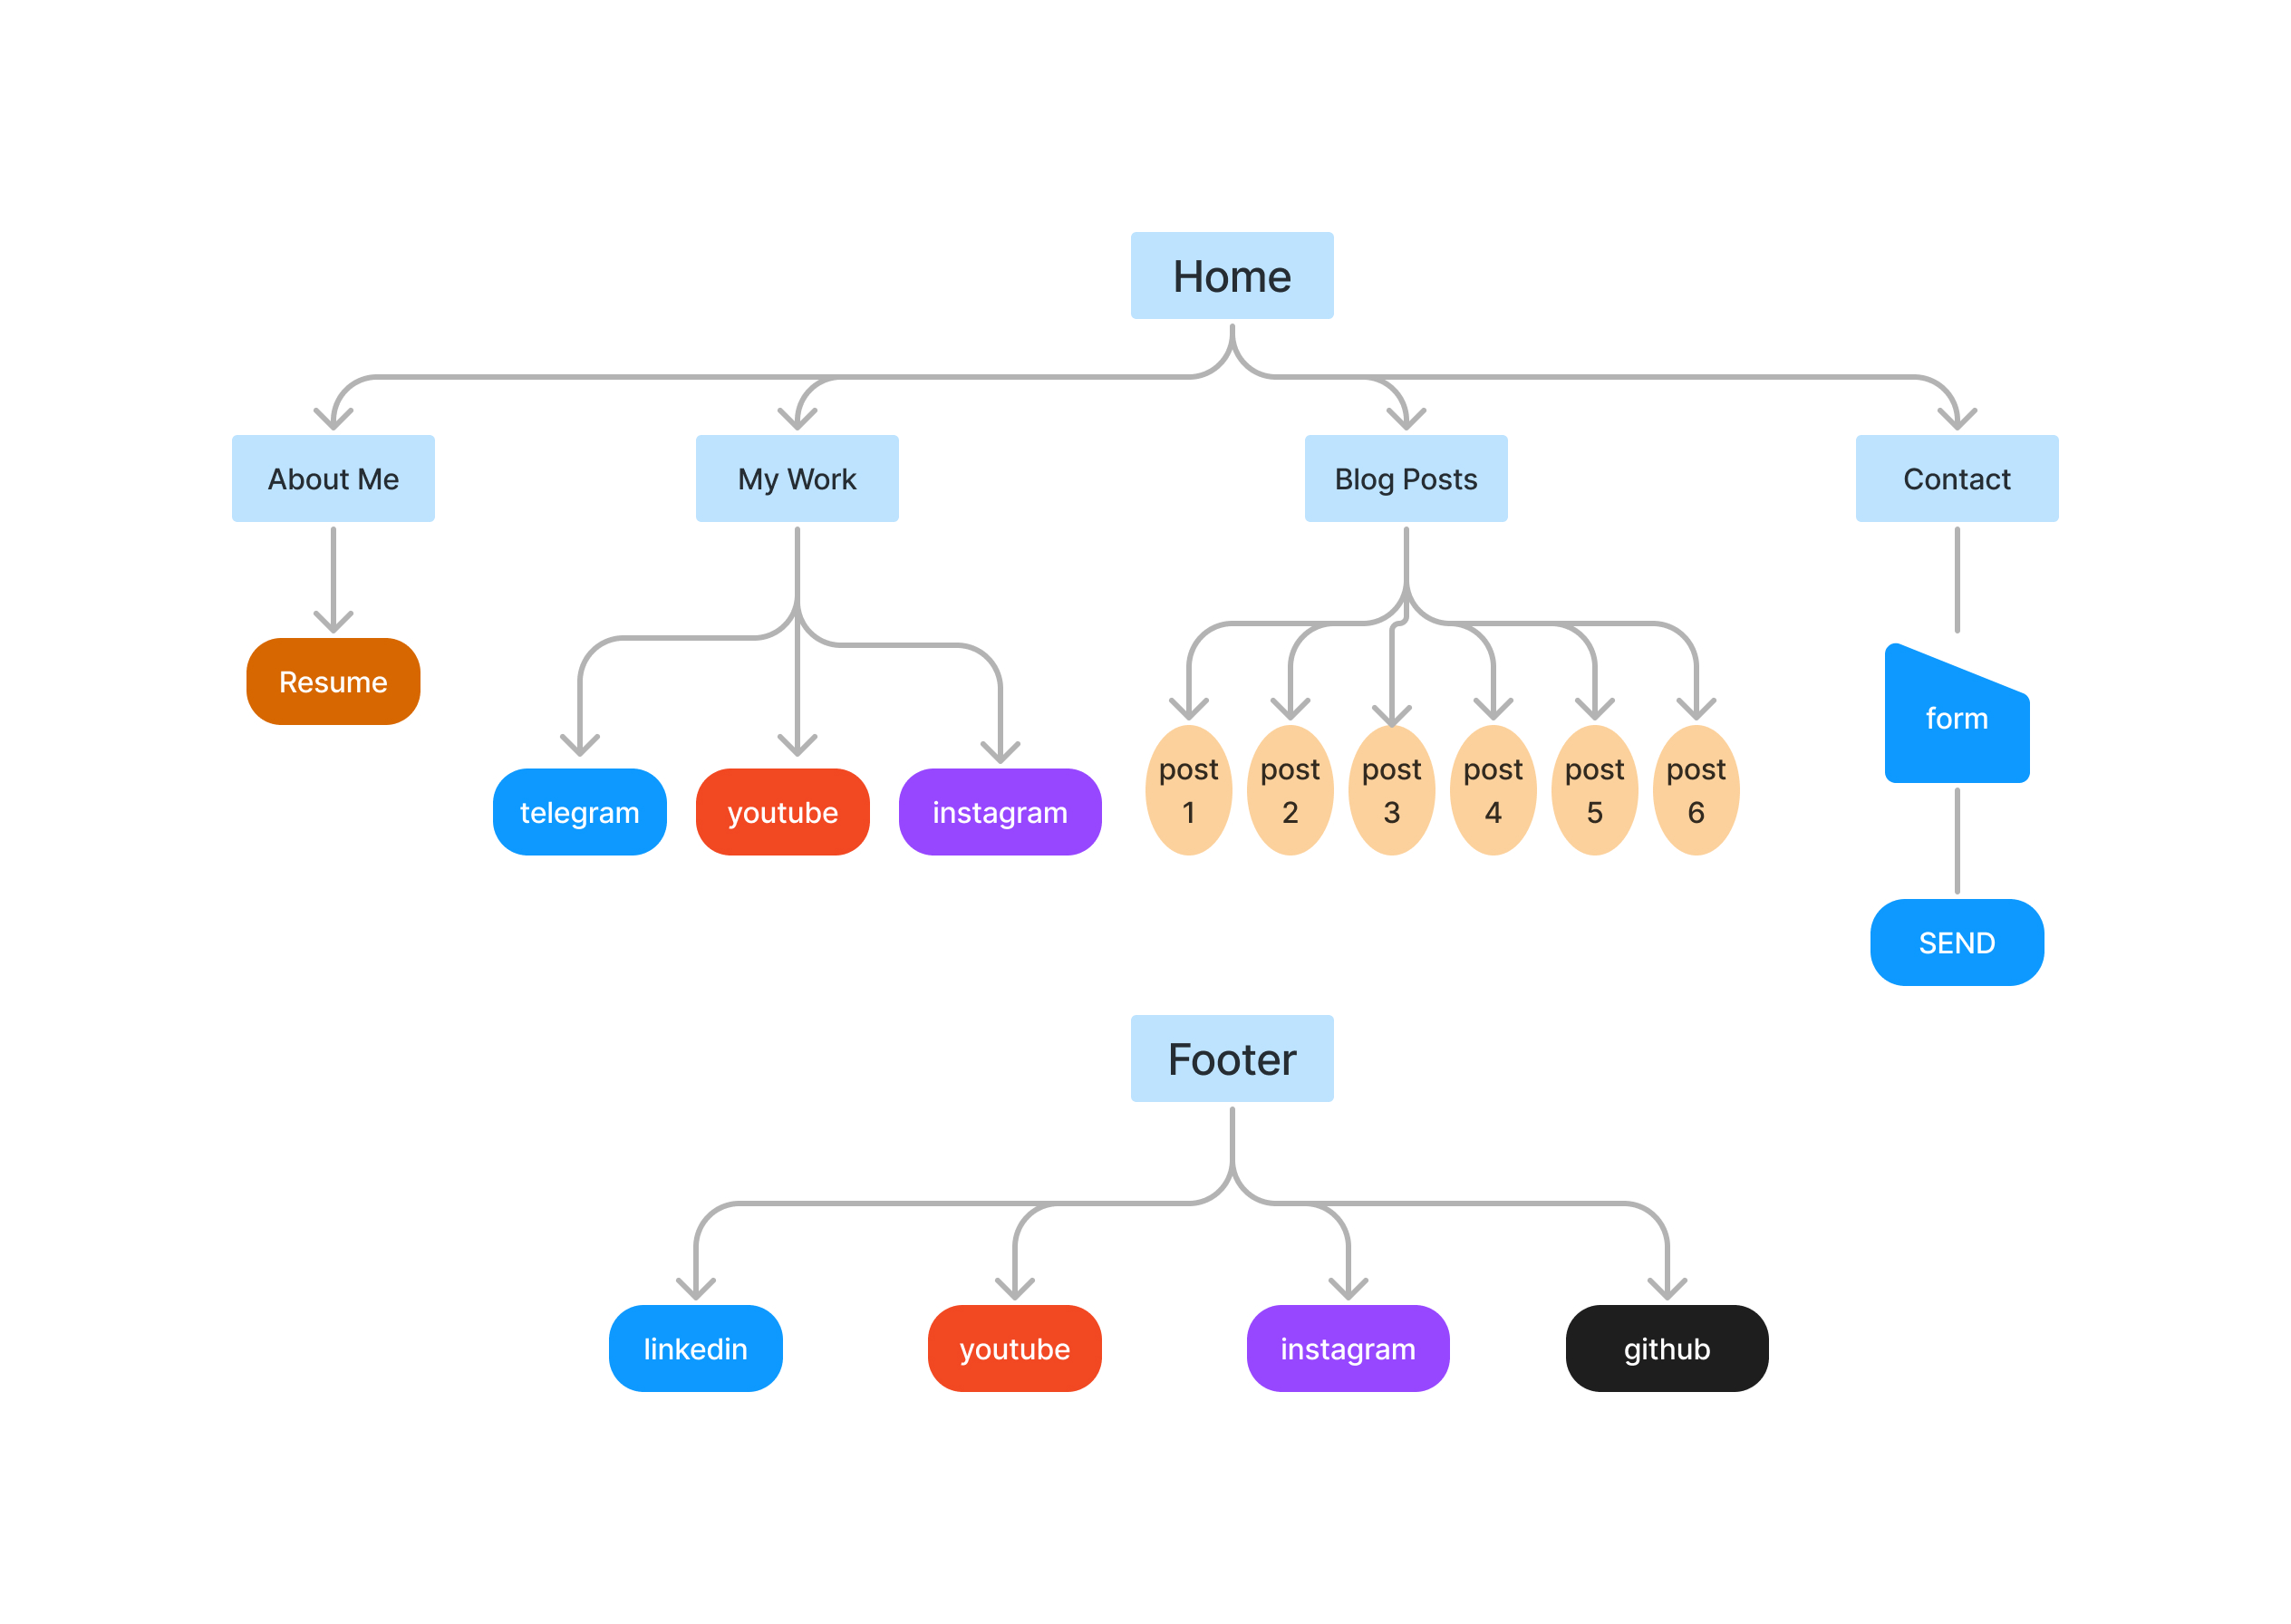 Home
About Me
My Work
Blog Posts
Contact
Resume
form
telegram
youtube
instagram
post
1
post
2
post
3
post
4
post
5
post
6
SEND
Footer
linkedin
youtube
instagram
github